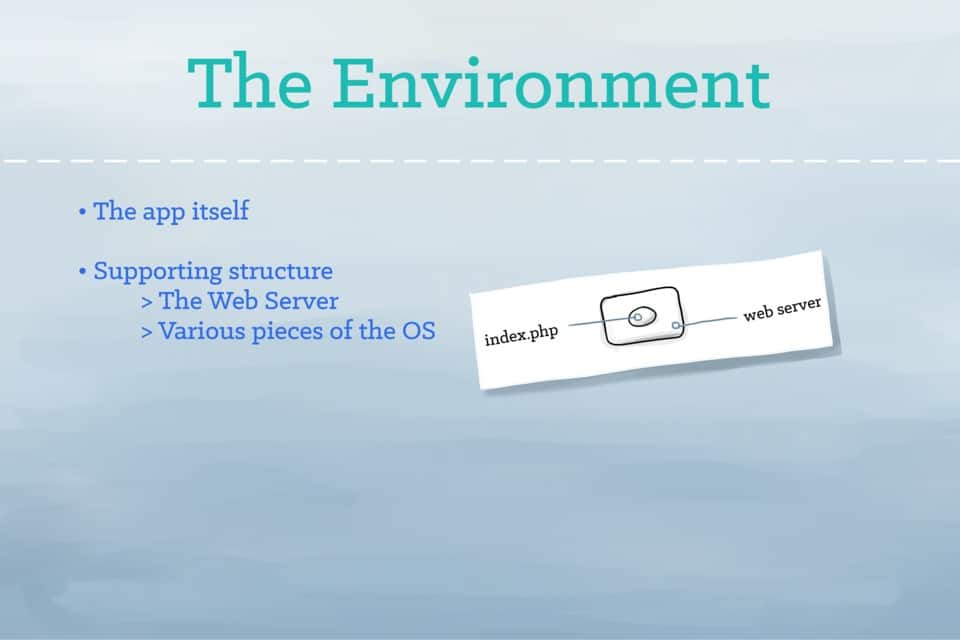 The Environment
• The app itself
• Supporting structure
> The Web Server
> Various pieces of the OS
index.php
web server